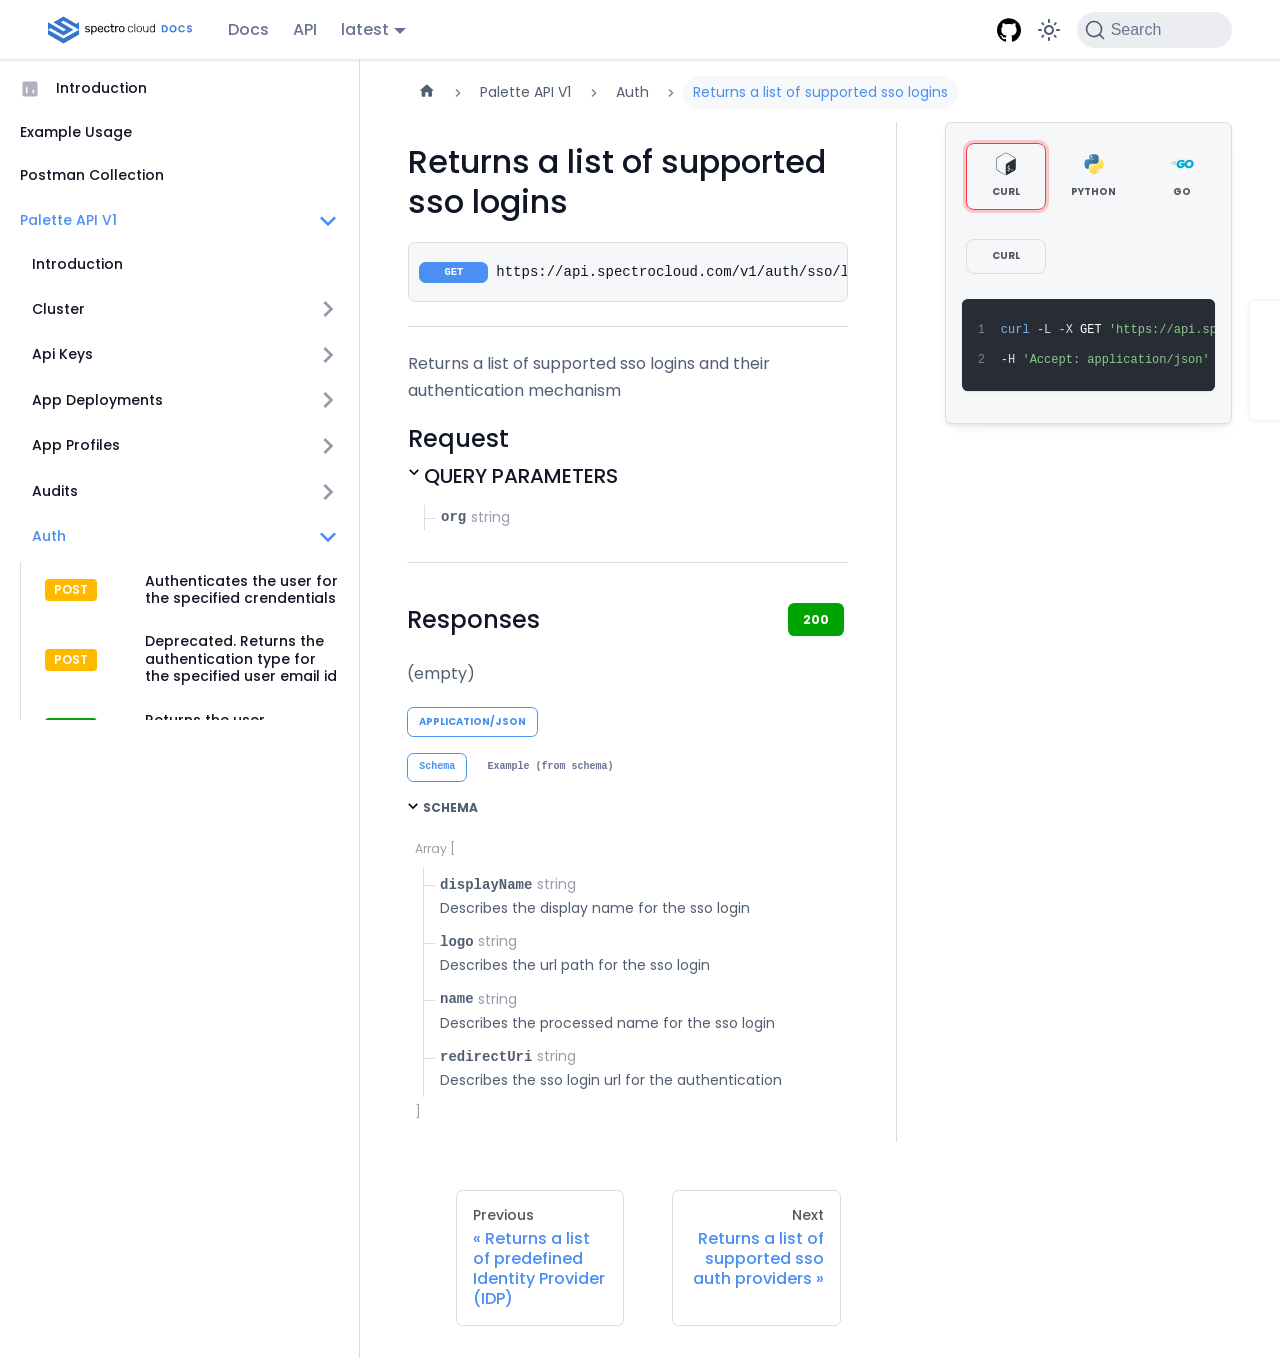 spectro cloud DOCS
Docs
API
latest
Search
Introduction
Example Usage
Postman Collection
Palette API V1
Introduction
Cluster
Api Keys
App Deployments
App Profiles
Audits
Auth
POST Authenticates the user for
the specified crendentials
POST Deprecated. Returns the
authentication type for
the specified user email id
Returns the user
Palette API V1
Auth
Returns a list of supported sso logins
Returns a list of supported
sso logins
GET https://api.spectrocloud.com/v1/auth/sso/l
Returns a list of supported sso logins and their
authentication mechanism
Request
QUERY PARAMETERS
org string
Responses
200
(empty)
APPLICATION/JSON
Schema
Example (from schema)
SCHEMA
Array [
displayName string
Describes the display name for the sso login
logo string
Describes the url path for the sso login
name string
Describes the processed name for the sso login
redirectUri string
Describes the sso login url for the authentication
]
Previous
« Returns a list
of predefined
Identity Provider
(IDP)
Next
Returns a list of
supported sso
auth providers »
CURL
PYTHON
GO
GO
CURL
1 curl -L -X GET 'https://api.sp
2 -H 'Accept: application/json'